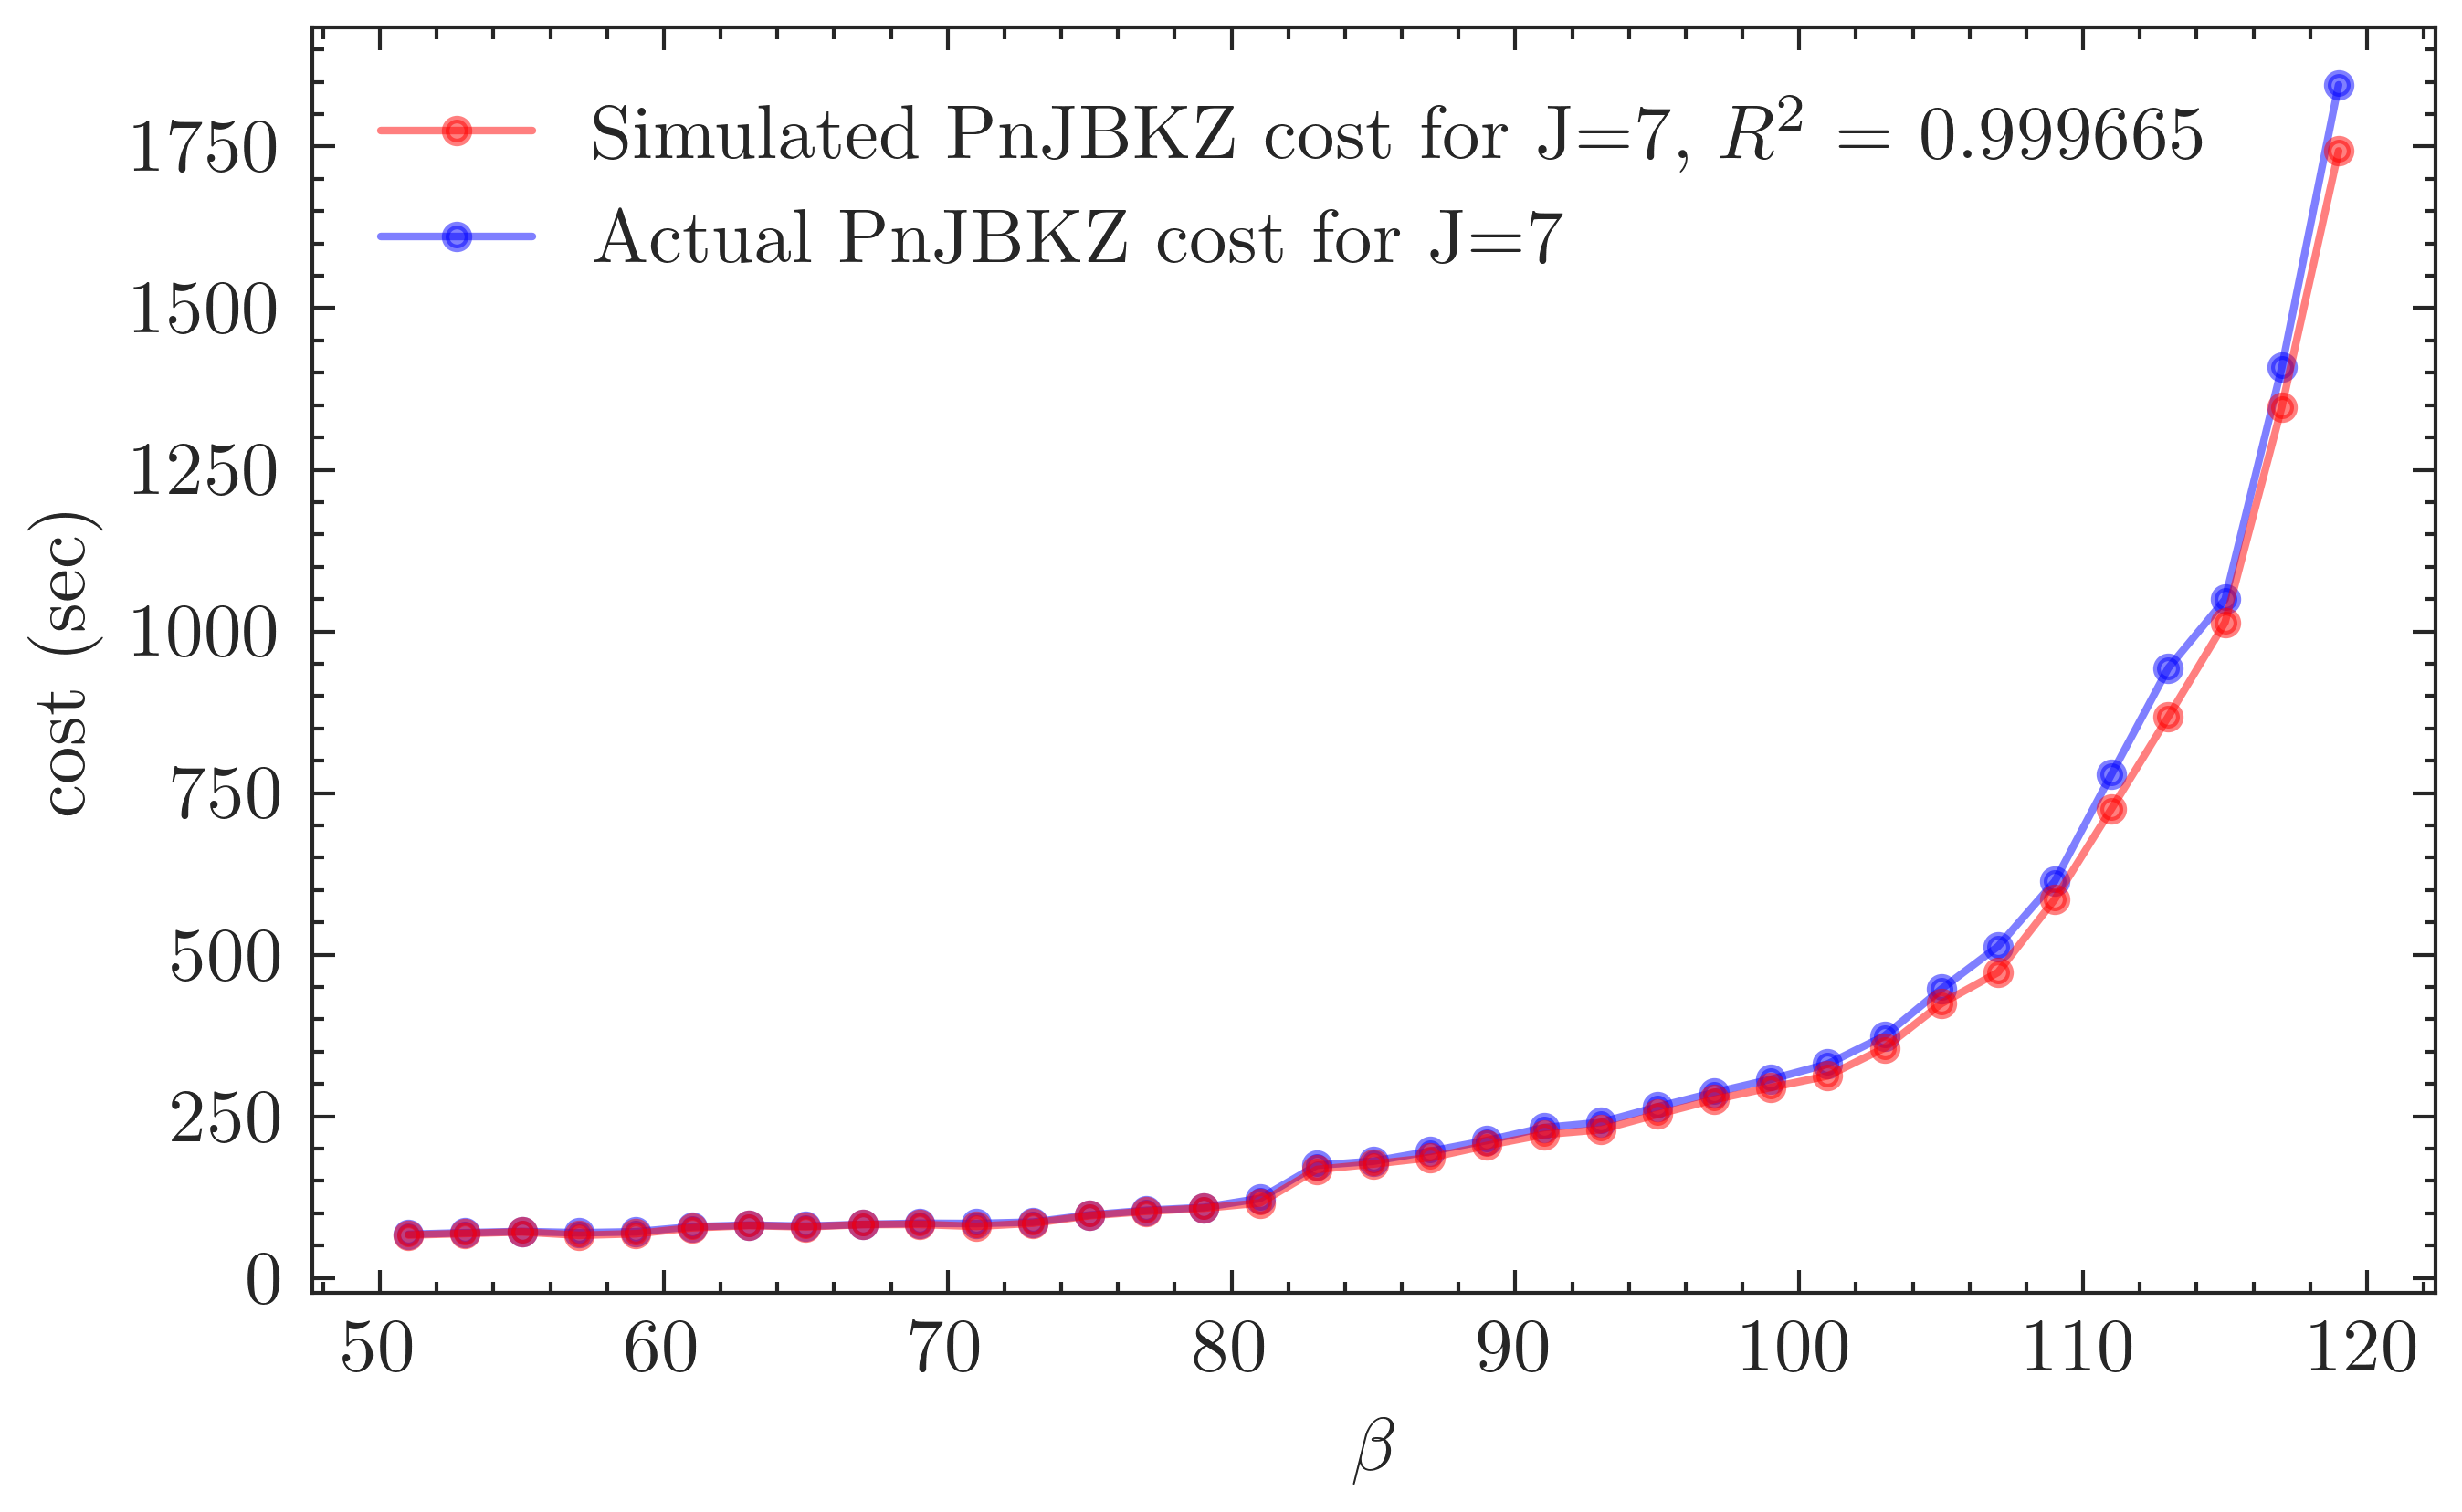 Simulated PnJBKZ cost for J=7, R² = 0.999665
Actual PnJBKZ cost for J=7
cost (sec)
1750
1500
1250
1000
750
500
250
0
50 60 70 80 90 100 110 120
β